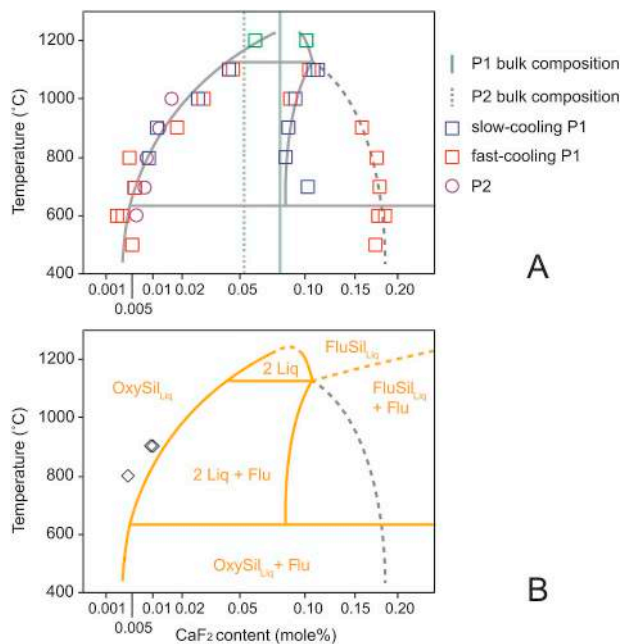 A
Temperature (°C)
1200
1000
800
600
400
0.001
0.01
0.02
0.05
0.10
0.15
0.20
0.005
P1 bulk composition
P2 bulk composition
slow-cooling P1
fast-cooling P1
P2
B
Temperature (°C)
1200
1000
800
600
400
OxySilLiq
2 Liq
FluSilLiq
FluSilLiq
+ Flu
2 Liq + Flu
OxySilLiq+ Flu
0.001
0.01
0.02
0.05
0.10
0.15
0.20
0.005
CaF2 content (mole%)